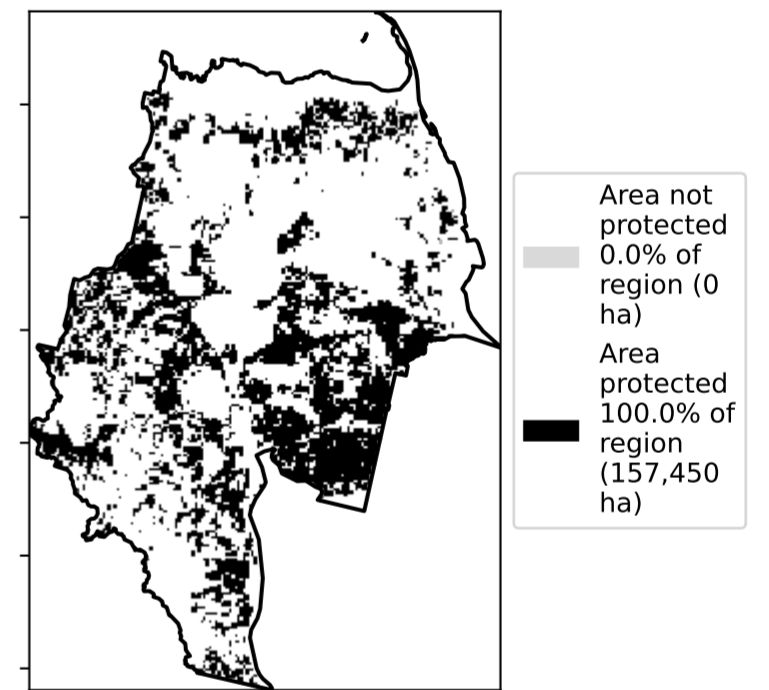 Area not
protected
0.0% of
region (0
ha)
Area
protected
100.0% of
region
(157,450
ha)